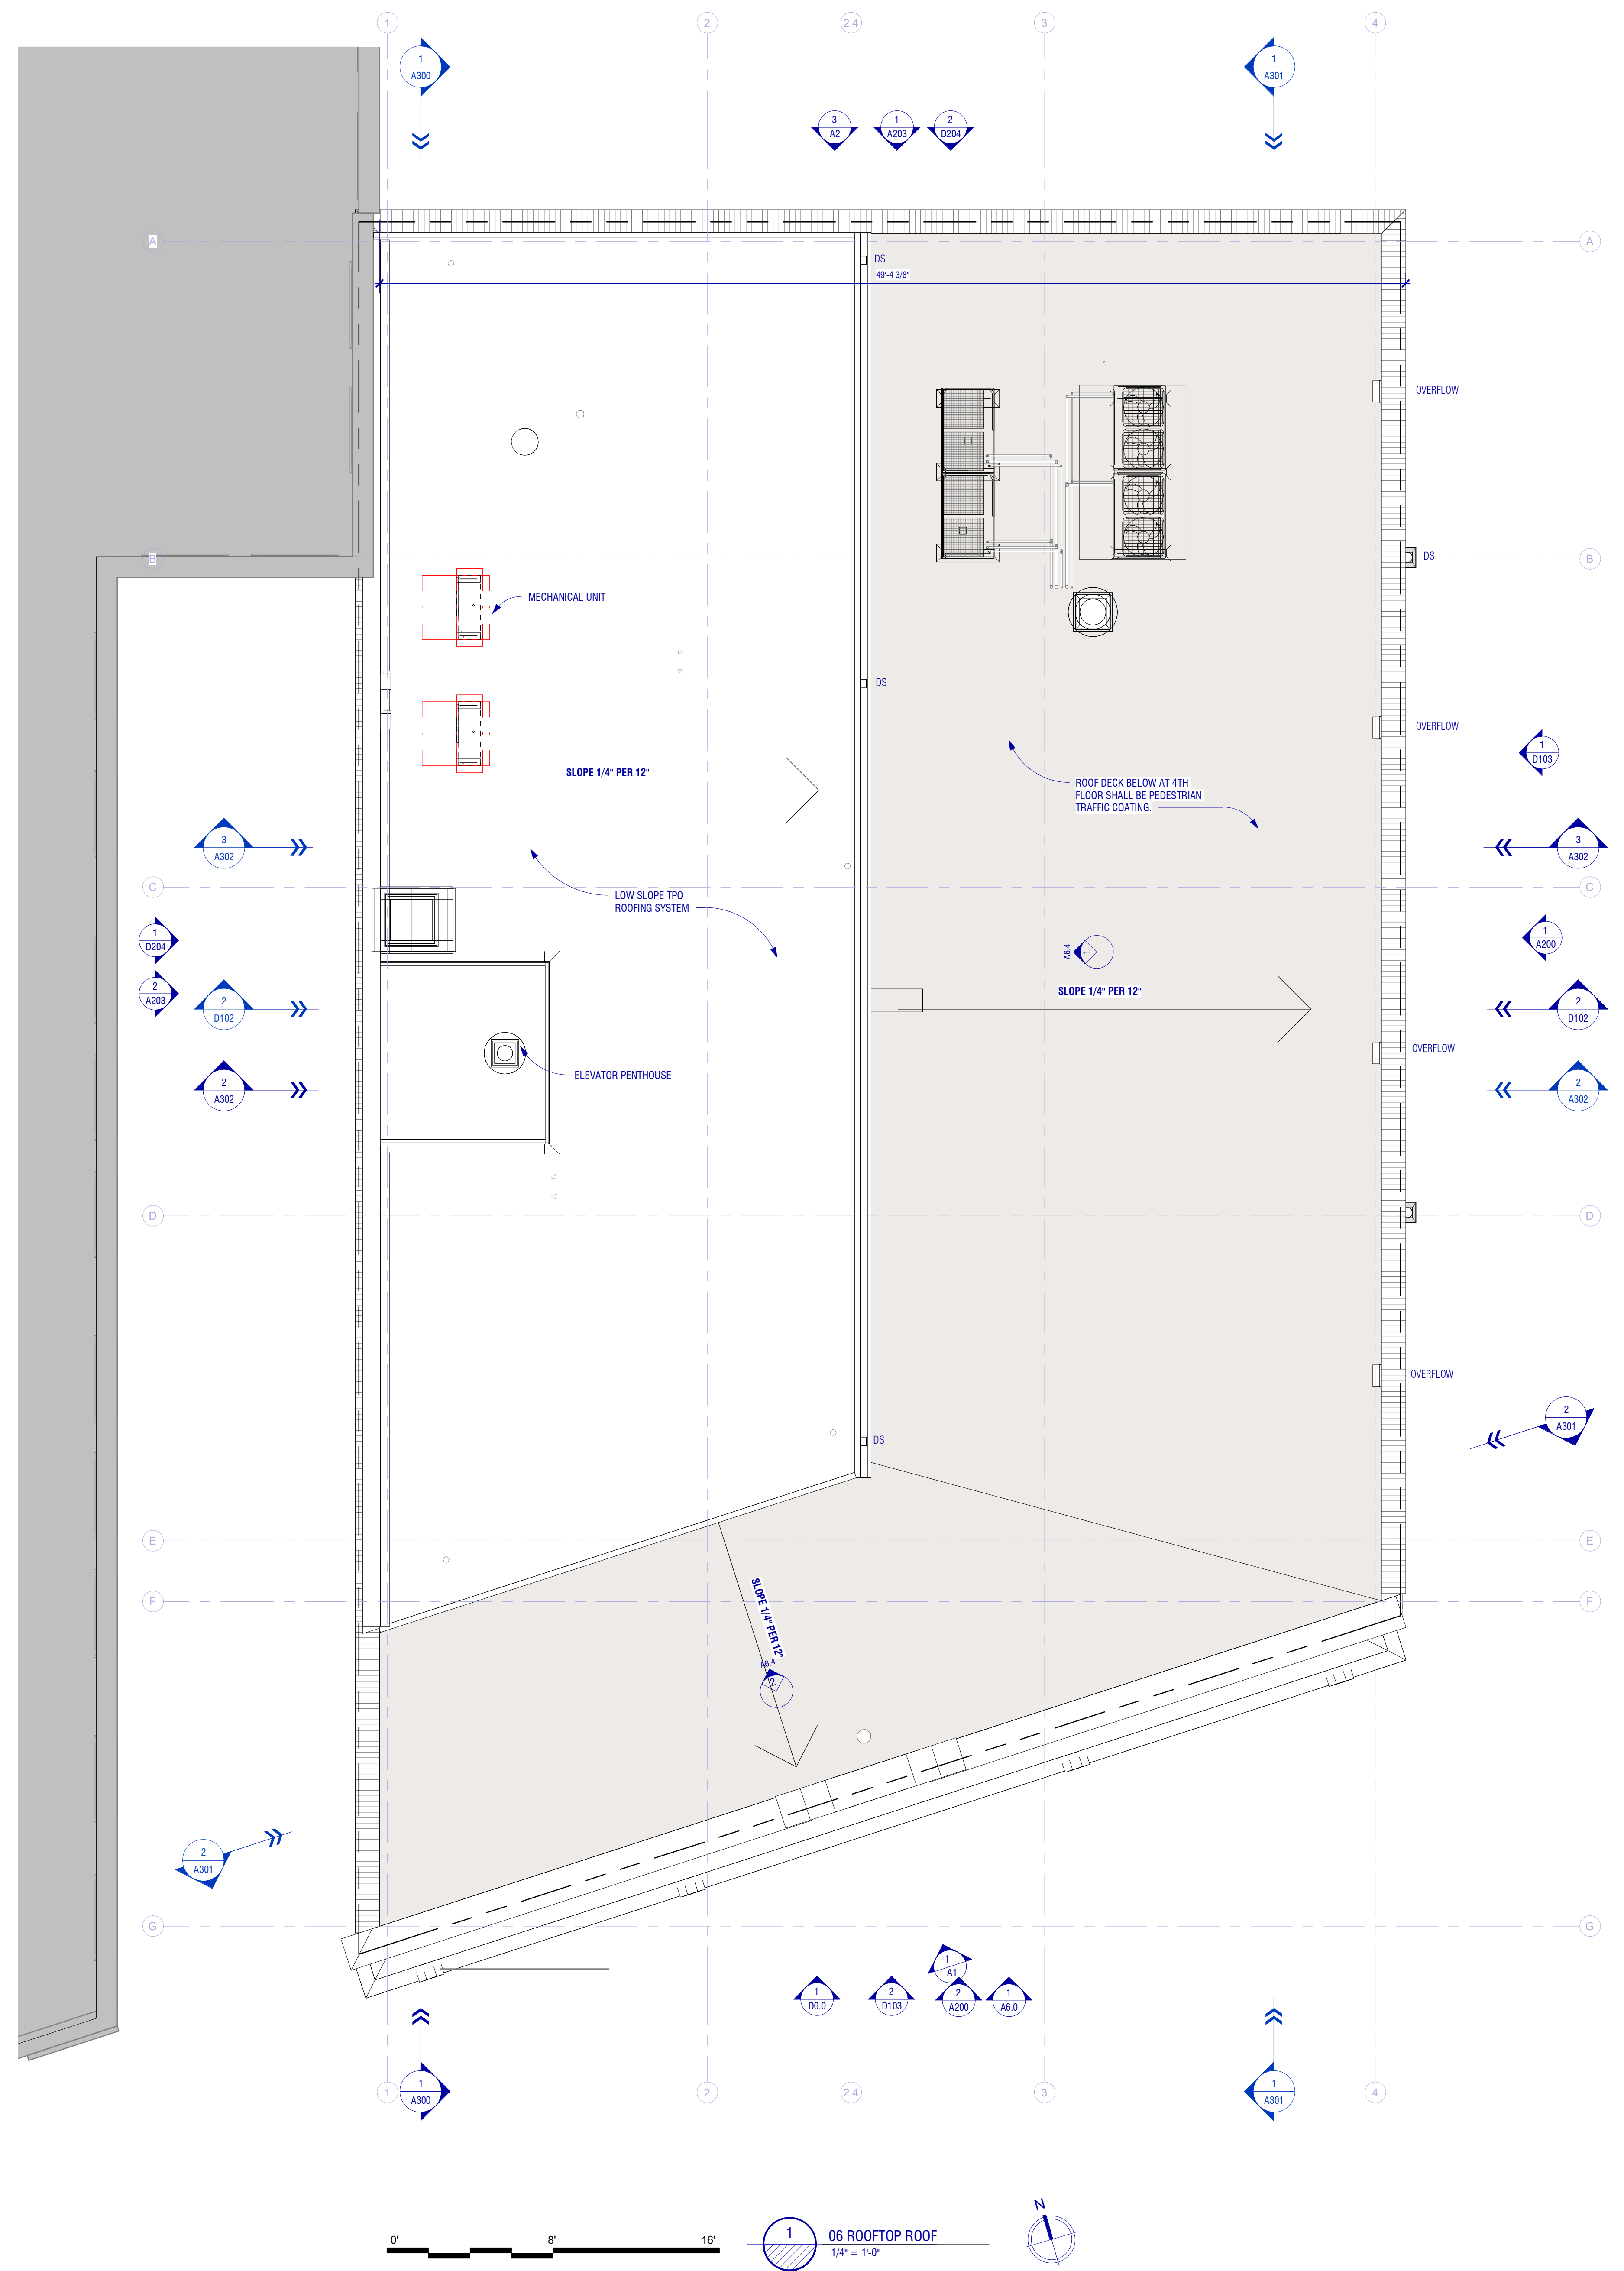 1
2
2.4
3
4
1
A300
1
A301
3
A2
1
A203
2
D204
A
A
DS
49'-4 3/8"
OVERFLOW
B
B
DS
MECHANICAL UNIT
DS
OVERFLOW
1
D103
SLOPE 1/4" PER 12"
ROOF DECK BELOW AT 4TH
FLOOR SHALL BE PEDESTRIAN
TRAFFIC COATING.
3
A302
3
A302
C
C
LOW SLOPE TPO
ROOFING SYSTEM
1
D204
1
A200
A6.4
1
2
A203
SLOPE 1/4" PER 12"
2
D102
2
D102
OVERFLOW
ELEVATOR PENTHOUSE
2
A302
2
A302
D
D
OVERFLOW
2
A301
DS
E
E
F
F
SLOPE 1/4" PER 12"
A6.4
2
2
A301
G
G
1
A1
1
D6.0
2
D103
2
A200
1
A6.0
1
1
A300
2
2.4
3
1
A301
4
N
0'
8'
16'
1
06 ROOFTOP ROOF
1/4" = 1'-0"